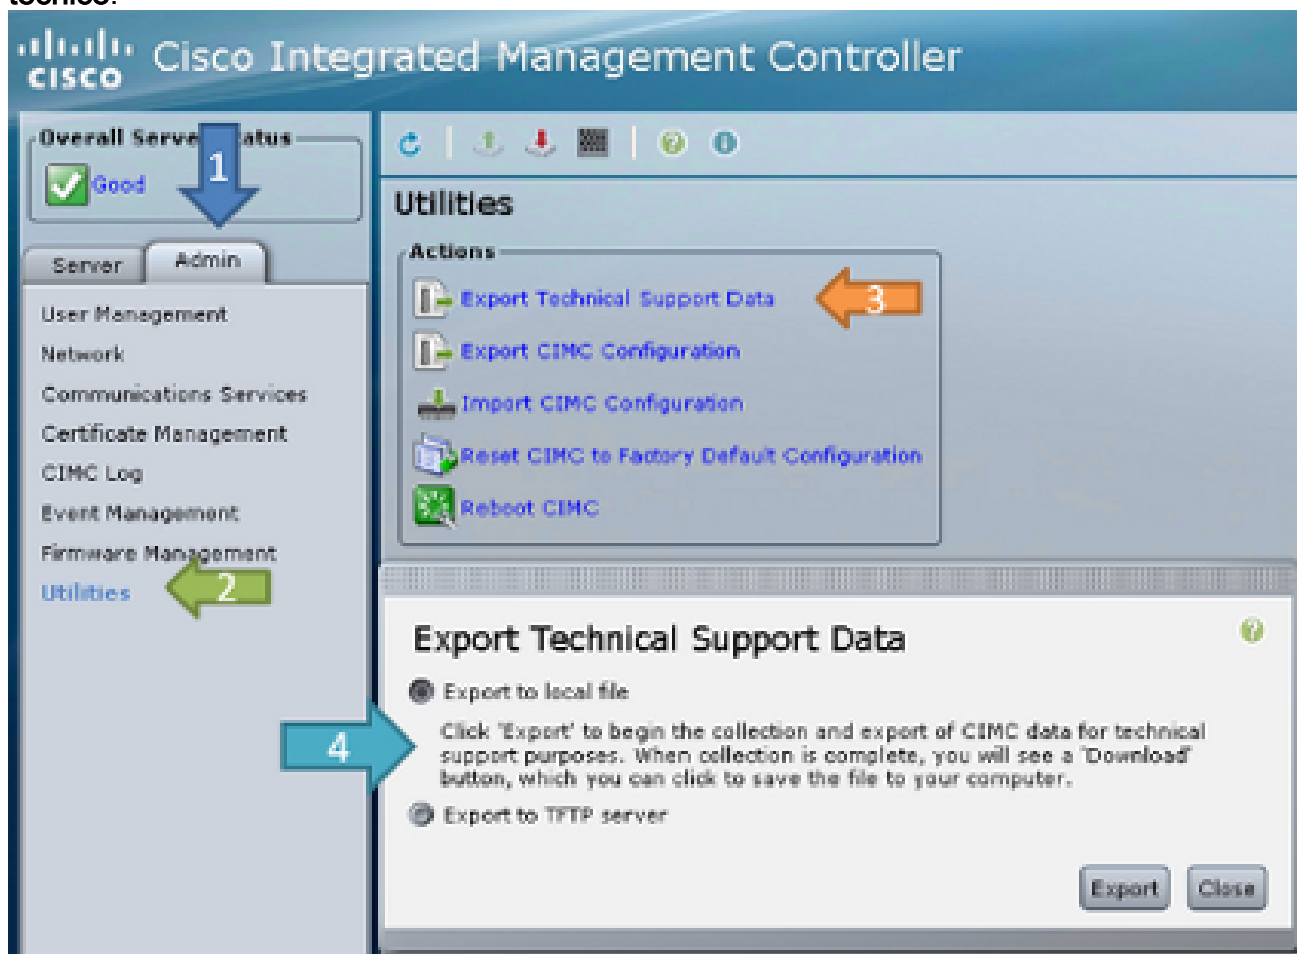 tecnico.
CISCO
Cisco Integrated Management Controller
Overall Server Status
1
Good
Server
Admin
User Management
Network
Communications Services
Certificate Management
CIMC Log
Event Management
Firmware Management
Utilities
2
Utilities
Actions
Export Technical Support Data
3
Export CIMC Configuration
Import CIMC Configuration
Reset CIMC to Factory Default Configuration
Reboot CIMC
Export Technical Support Data
Export to local file
4
Click 'Export' to begin the collection and export of CIMC data for technical
support purposes. When collection is complete, you will see a 'Download'
button, which you can click to save the file to your computer.
Export to TFTP server
Export
Close